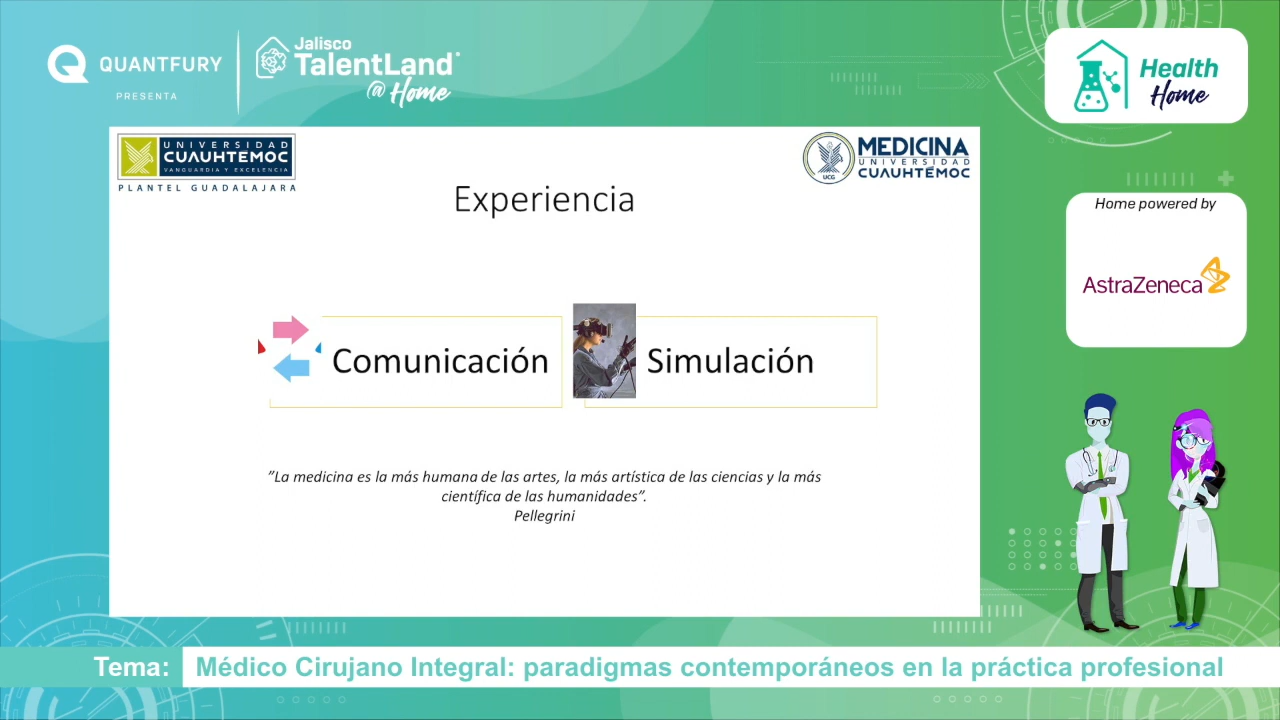 QUANTFURY
PRESENTA
Jalisco
TalentLand
@ Home
Health
Home
UNIVERSIDAD
CUAUHTEMOC
VANGUARDIA Y EXCELENCIA
PLANTEL GUADALAJARA
UCG
MEDICINA
UNIVERSIDAD
CUAUHTÉMOC
Experiencia
Home powered by
AstraZeneca
Comunicación
Simulación
”La medicina es la más humana de las artes, la más artística de las ciencias y la más
científica de las humanidades”.
Pellegrini
Tema: Médico Cirujano Integral: paradigmas contemporáneos en la práctica profesional